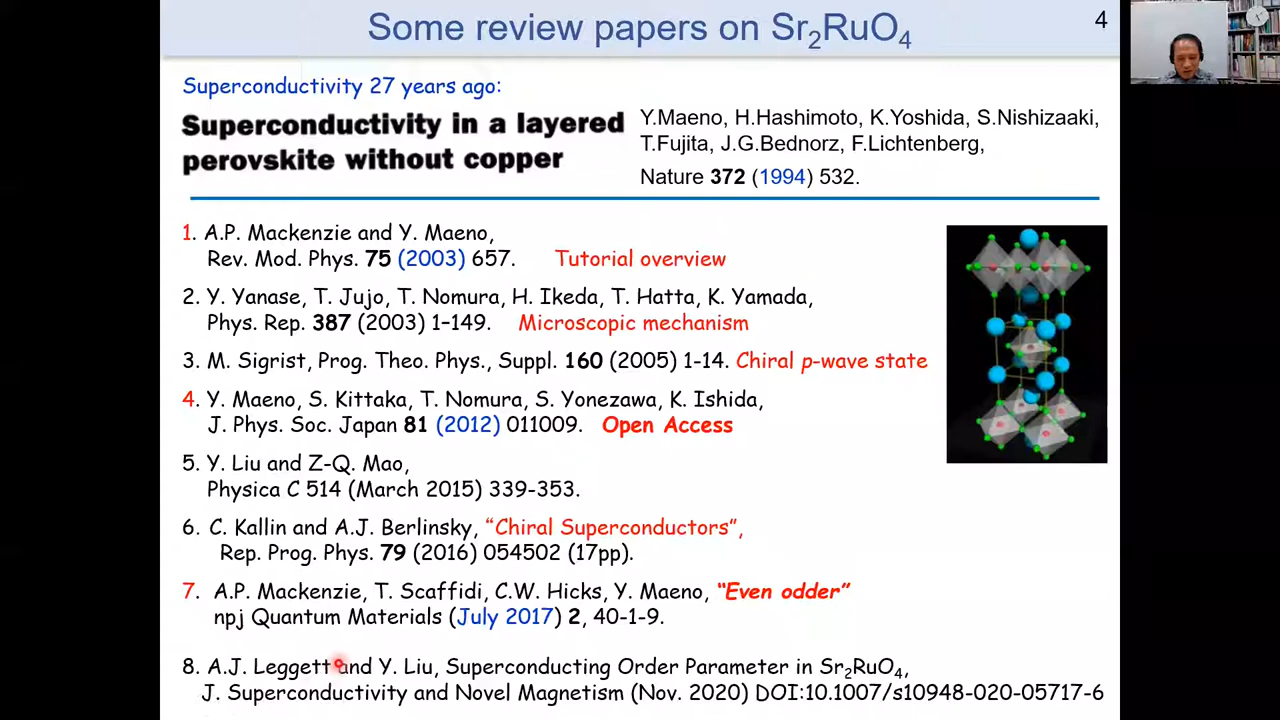 Some review papers on Sr₂RuO₄
4
Superconductivity 27 years ago:
Superconductivity in a layered
perovskite without copper
Y.Maeno, H.Hashimoto, K.Yoshida, S.Nishizaaki,
T.Fujita, J.G.Bednorz, F.Lichtenberg,
Nature 372 (1994) 532.
1. A.P. Mackenzie and Y. Maeno,
Rev. Mod. Phys. 75 (2003) 657. Tutorial overview
2. Y. Yanase, T. Jujo, T. Nomura, H. Ikeda, T. Hatta, K. Yamada,
Phys. Rep. 387 (2003) 1–149. Microscopic mechanism
3. M. Sigrist, Prog. Theo. Phys., Suppl. 160 (2005) 1-14. Chiral p-wave state
4. Y. Maeno, S. Kittaka, T. Nomura, S. Yonezawa, K. Ishida,
J. Phys. Soc. Japan 81 (2012) 011009. Open Access
5. Y. Liu and Z-Q. Mao,
Physica C 514 (March 2015) 339-353.
6. C. Kallin and A.J. Berlinsky, “Chiral Superconductors”,
Rep. Prog. Phys. 79 (2016) 054502 (17pp).
7. A.P. Mackenzie, T. Scaffidi, C.W. Hicks, Y. Maeno, “Even odder”
npj Quantum Materials (July 2017) 2, 40-1-9.
8. A.J. Leggett and Y. Liu, Superconducting Order Parameter in Sr₂RuO₄,
J. Superconductivity and Novel Magnetism (Nov. 2020) DOI:10.1007/s10948-020-05717-6